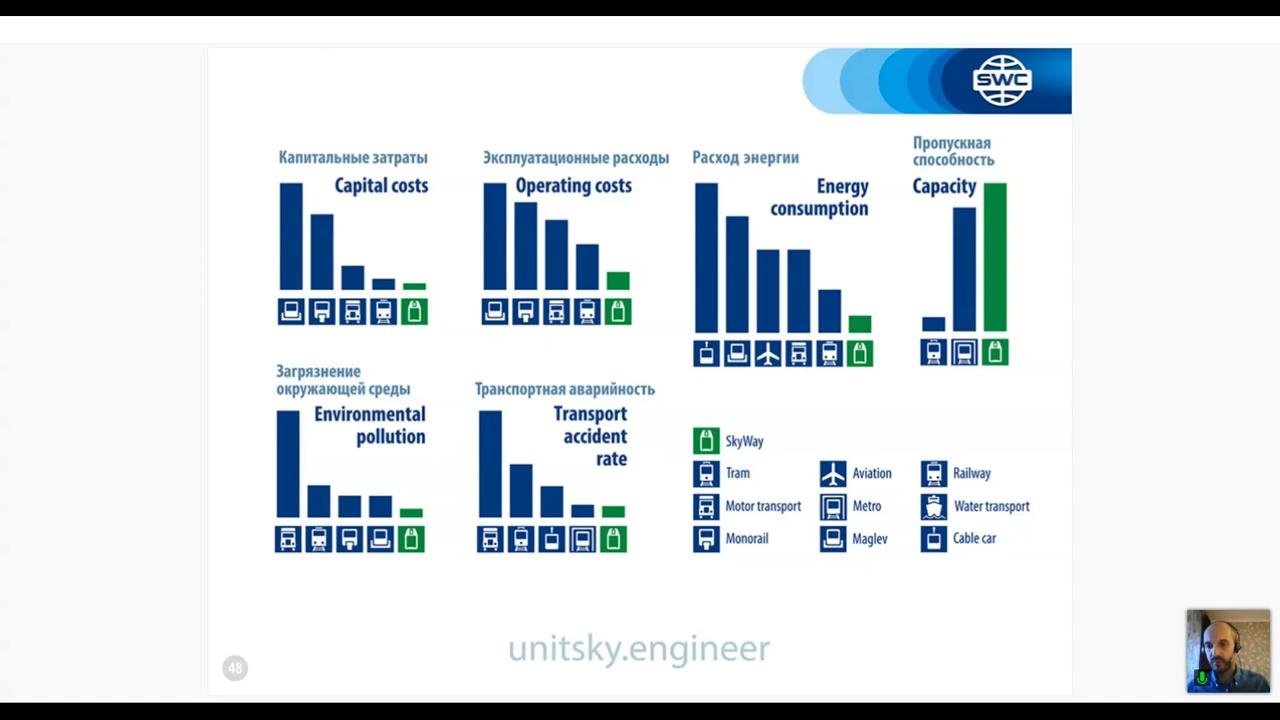 SWC
Капитальные затраты
Capital costs
Эксплуатационные расходы
Operating costs
Расход энергии
Energy
consumption
Пропускная
способность
Capacity
Загрязнение
окружающей среды
Environmental
pollution
Транспортная аварийность
Transport
accident
rate
SkyWay
Tram
Aviation
Railway
Motor transport
Metro
Water transport
Monorail
Maglev
Cable car
unitsky.engineer
48